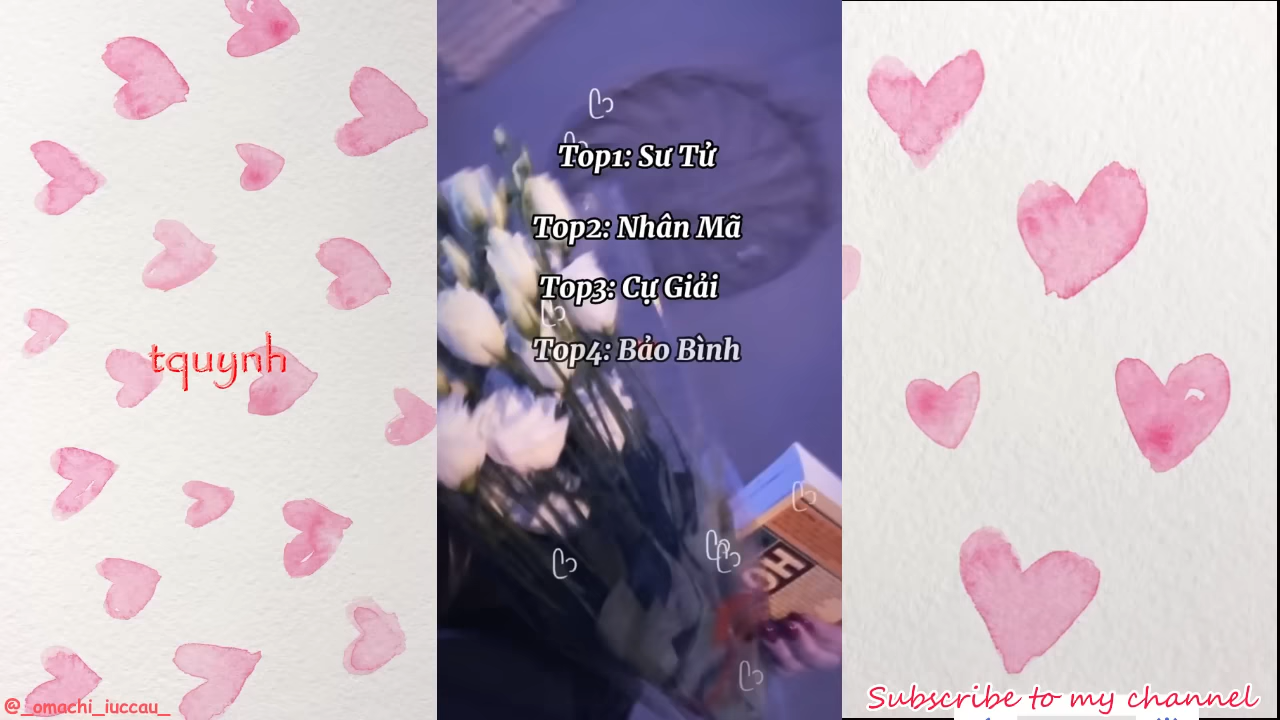 tquynh
@_omachi_iuccau_
Top1: Sư Tử
Top2: Nhân Mã
Top3: Cự Giải
Top4: Bảo Bình
Subscribe to my channel